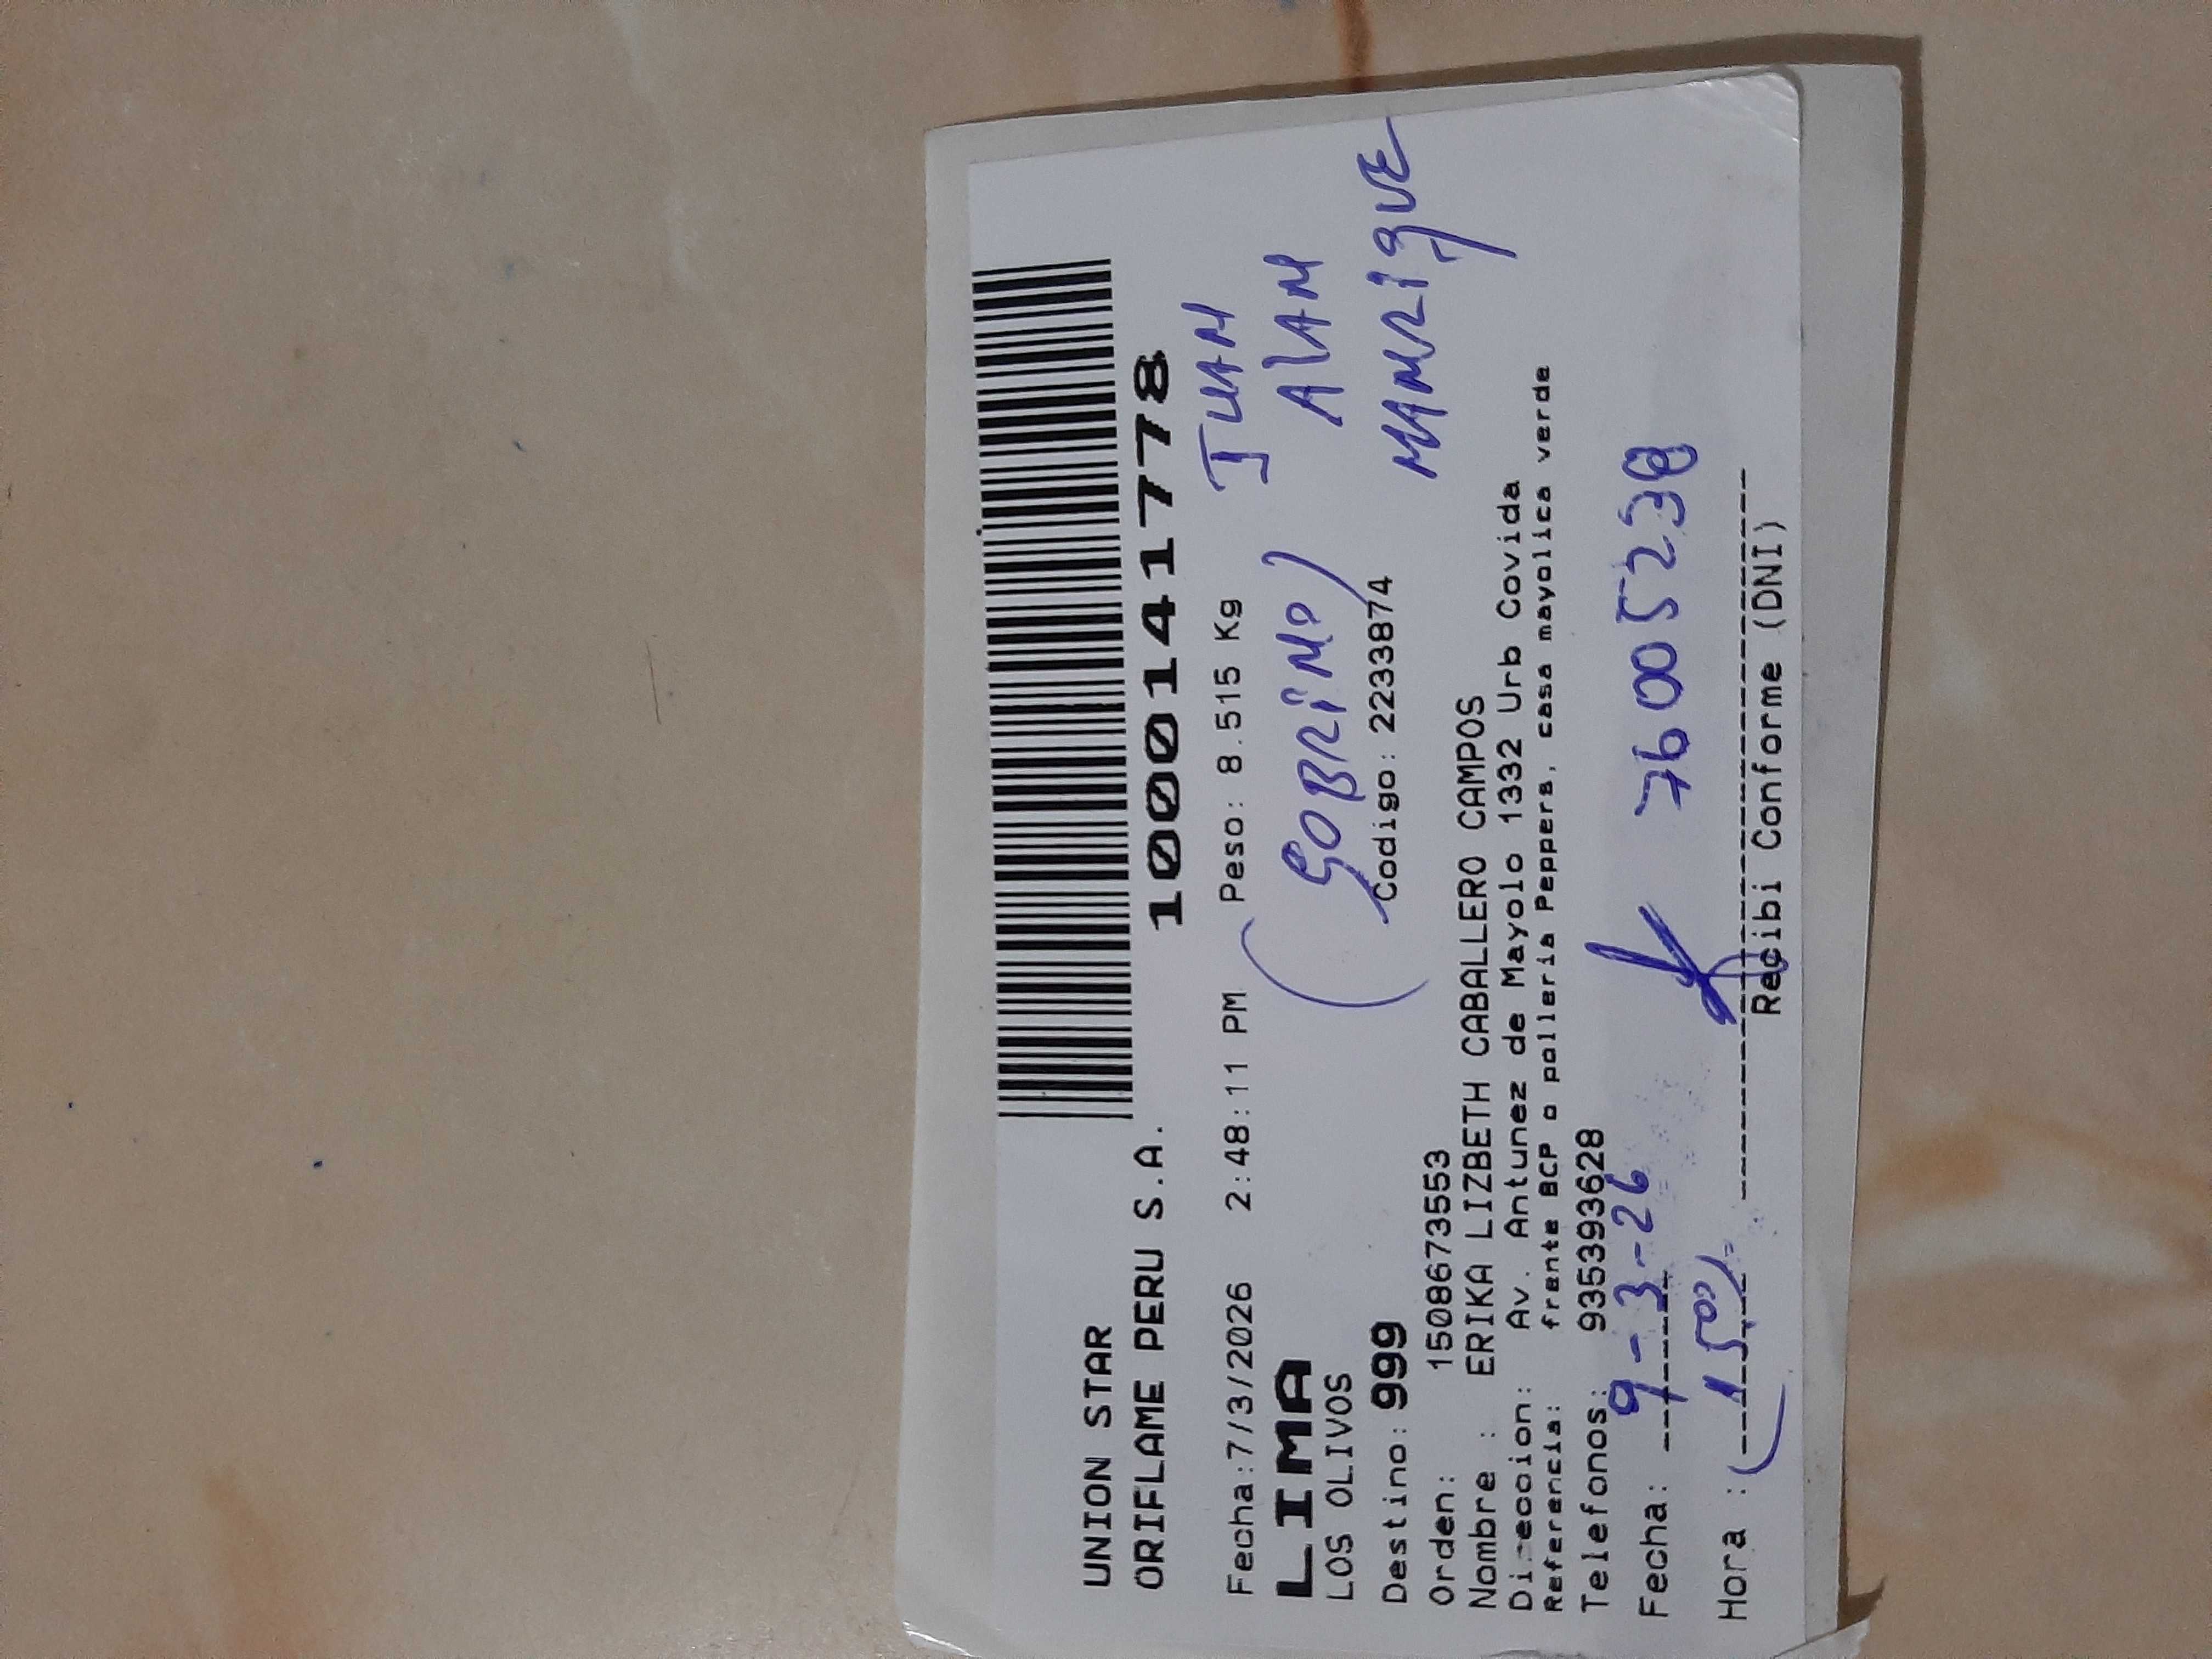 UNION STAR
ORIFLAME PERU S.A.
1000141778
Fecha:7/3/2026 2:48:11 PM Peso: 8.515 Kg
JUAN
LIMA
(SOBRINO)
ALAN
LOS OLIVOS
Destino: 999 Codigo: 2233874
MANRIQUE
Orden: 1508673553
Nombre : ERIKA LIZBETH CABALLERO CAMPOS
Direccion: Av. Antunez de Mayolo 1332 Urb Covida
Referencia: frente BCP o polleria Peppers, casa mayolica verde
Telefonos: 935393628
Fecha: 9-3-26
76005238
Hora :
Recibi Conforme (DNI)